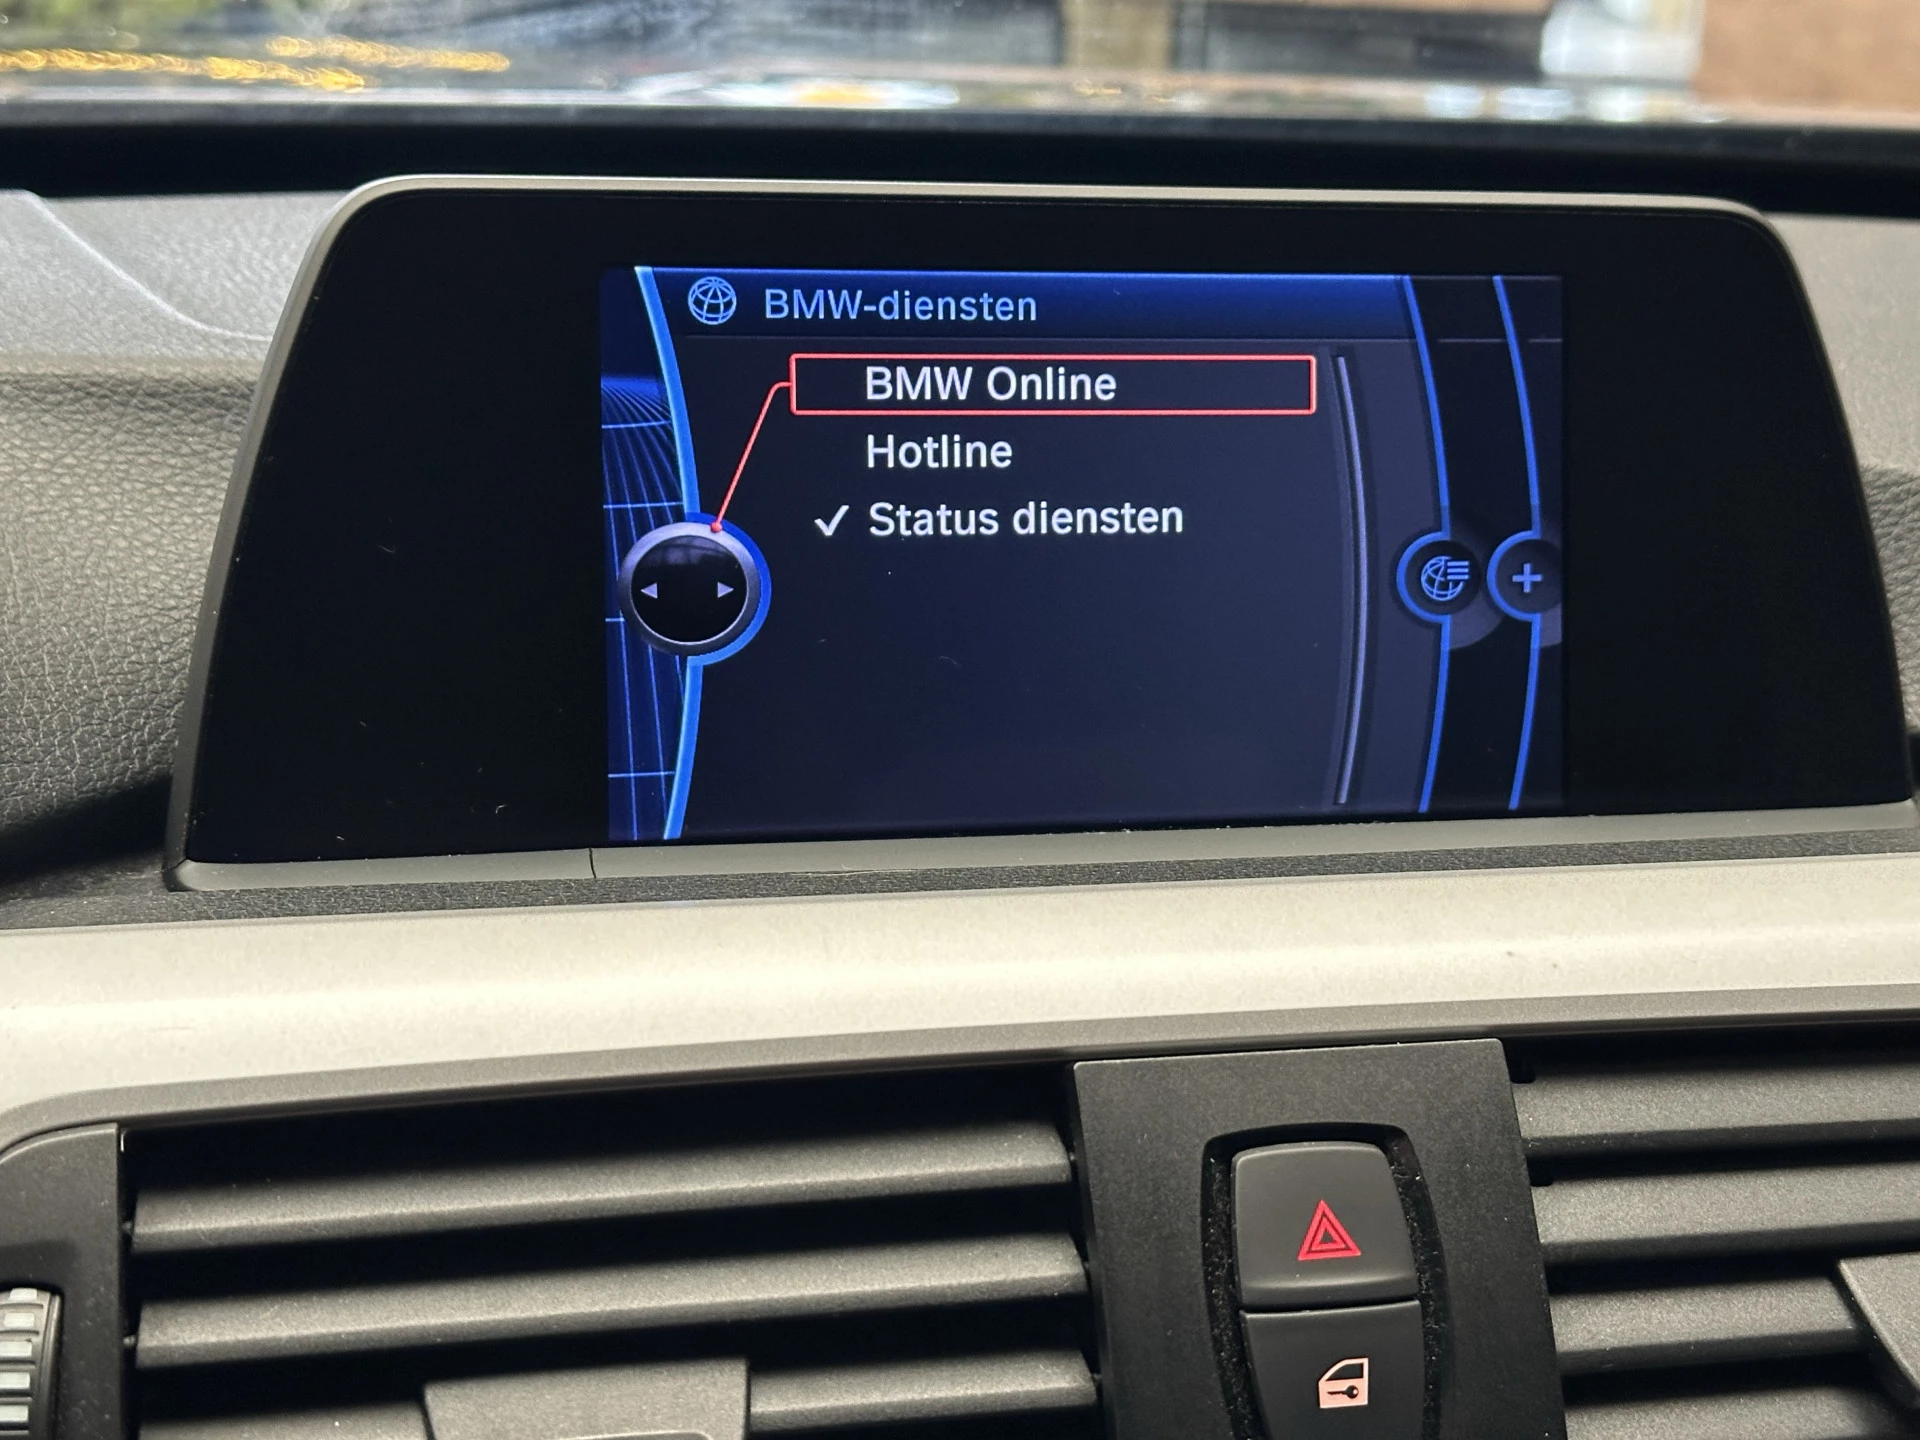 BMW-diensten
BMW Online
Hotline
✓ Status diensten